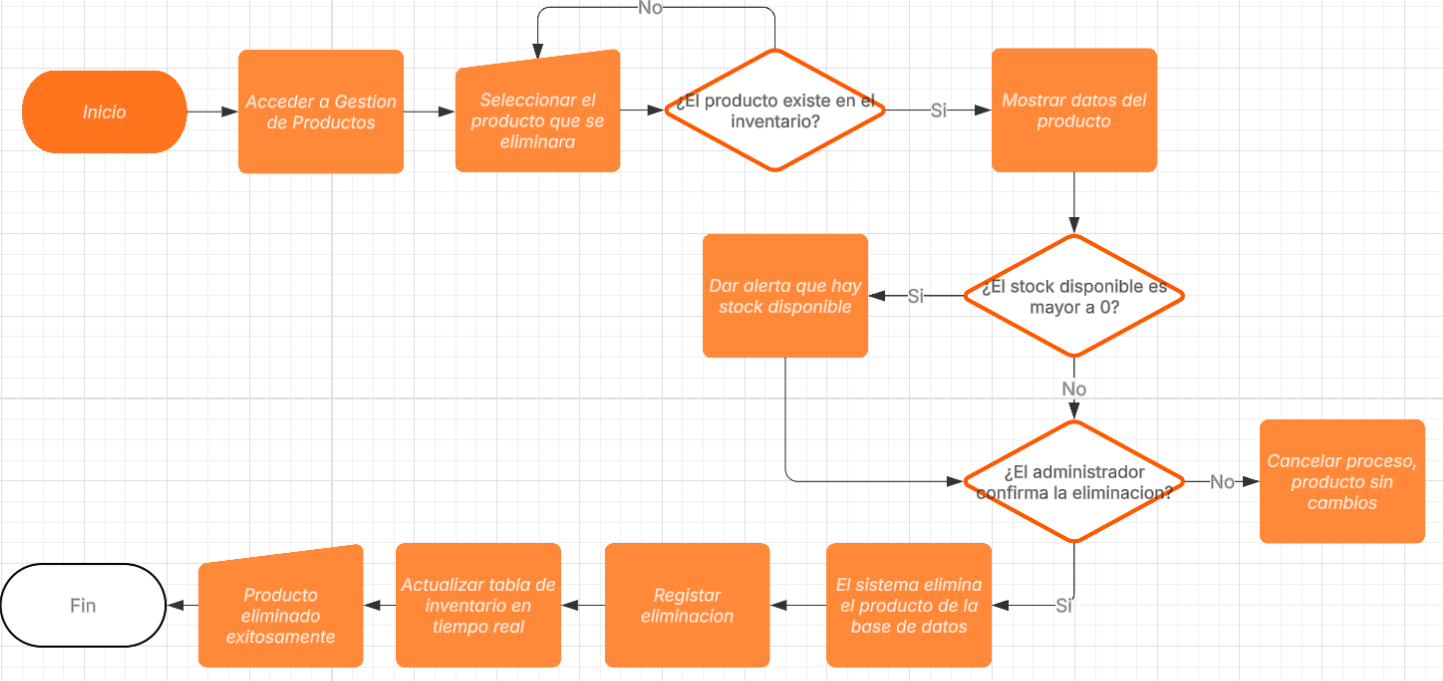 No
Inicio
Acceder a Gestion
de Productos
Seleccionar el
producto que se
eliminara
¿El producto existe en el
inventario?
Si
Mostrar datos del
producto
Dar alerta que hay
stock disponible
Si
¿El stock disponible es
mayor a 0?
No
¿El administrador
confirma la eliminacion?
No
Cancelar proceso,
producto sin
cambios
Fin
Producto
eliminado
exitosamente
Actualizar tabla de
inventario en
tiempo real
Registar
eliminacion
El sistema elimina
el producto de la
base de datos
Si